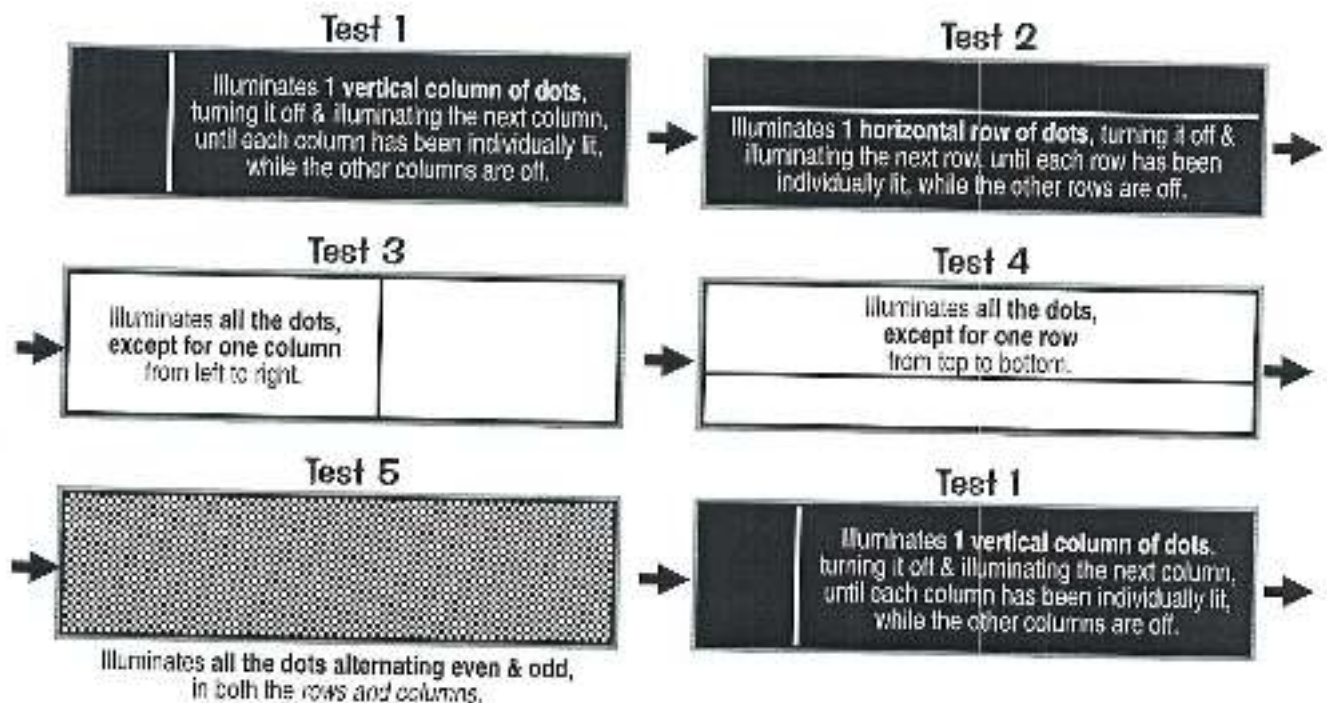 Test 1
Illuminates 1 vertical column of dots,
turning it off & illuminating the next column,
until each column has been individually lit,
while the other columns are off.
Test 2
Illuminates 1 horizontal row of dots, turning it off &
illuminating the next row, until each row has been
individually lit, while the other rows are off.
Test 3
Illuminates all the dots,
except for one column
from left to right.
Test 4
Illuminates all the dots,
except for one row
from top to bottom.
Test 5
Illuminates all the dots alternating even & odd,
in both the rows and columns.
Test 1
Illuminates 1 vertical column of dots,
turning it off & illuminating the next column,
until each column has been individually lit,
while the other columns are off.